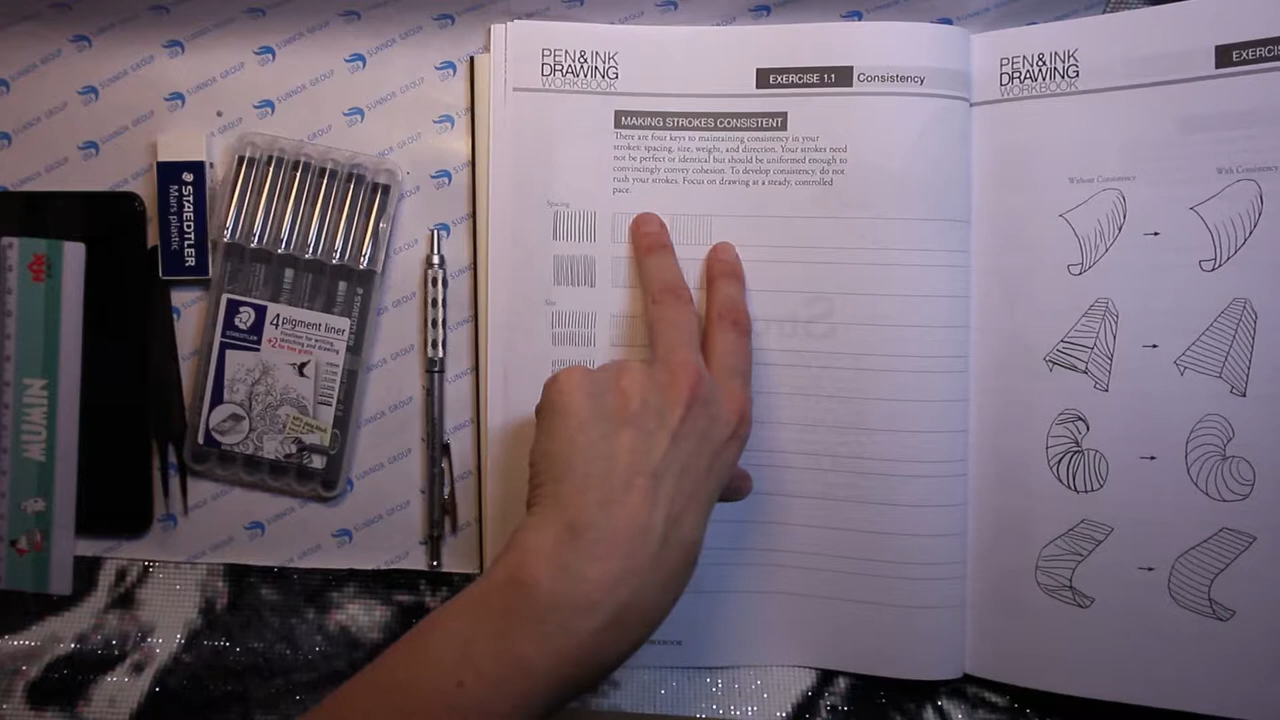 SUNNOR GROUP
USA
STAEDTLER
Mars plastic
STAEDTLER
4 pigment liner
+2
STAEDTLER
PEN&INK
DRAWING
WORKBOOK
EXERCISE 1.1 Consistency
MAKING STROKES CONSISTENT
There are four keys to maintaining consistency in your
strokes: spacing, size, weight, and direction. Your strokes need
not be perfect or identical but should be uniformed enough to
convincingly convey cohesion. To develop consistency, do not
rush your strokes. Focus on drawing at a steady, controlled
pace.
Spacing
Size
PEN&INK
DRAWING
WORKBOOK
EXERCIS
Without Consistency
With Consistency